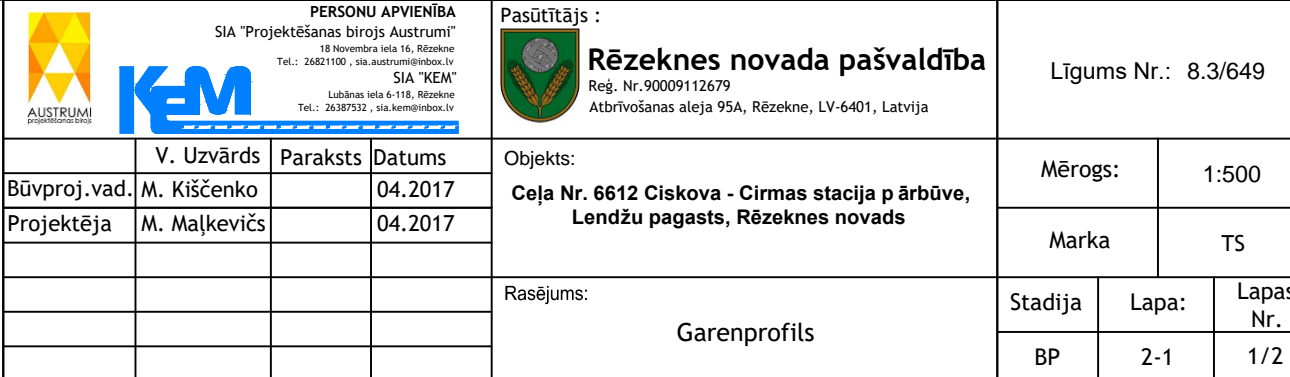 PERSONU APVIENĪBA
SIA "Projektēšanas birojs Austrumi"
18 Novembra iela 16, Rēzekne
Tel.: 26821100 , sia.austrumi@inbox.lv
SIA "KEM"
Lubānas iela 6-118, Rēzekne
Tel.: 26387532 , sia.kem@inbox.lv
AUSTRUMI
projektēšanas birojs
KEM
Pasūtītājs :
Rēzeknes novada pašvaldība
Reģ. Nr.90009112679
Atbrīvošanas aleja 95A, Rēzekne, LV-6401, Latvija
Līgums Nr.: 8.3/649
V. Uzvārds Paraksts Datums
Būvproj.vad. M. Kiščenko 04.2017
Projektēja M. Maļkevičs 04.2017
Objekts:
Ceļa Nr. 6612 Ciskova - Cirmas stacija p ārbūve,
Lendžu pagasts, Rēzeknes novads
Mērogs: 1:500
Marka TS
Rasējums:
Garenprofils
Stadija Lapa: Lapas
Nr.
BP 2-1 1/2